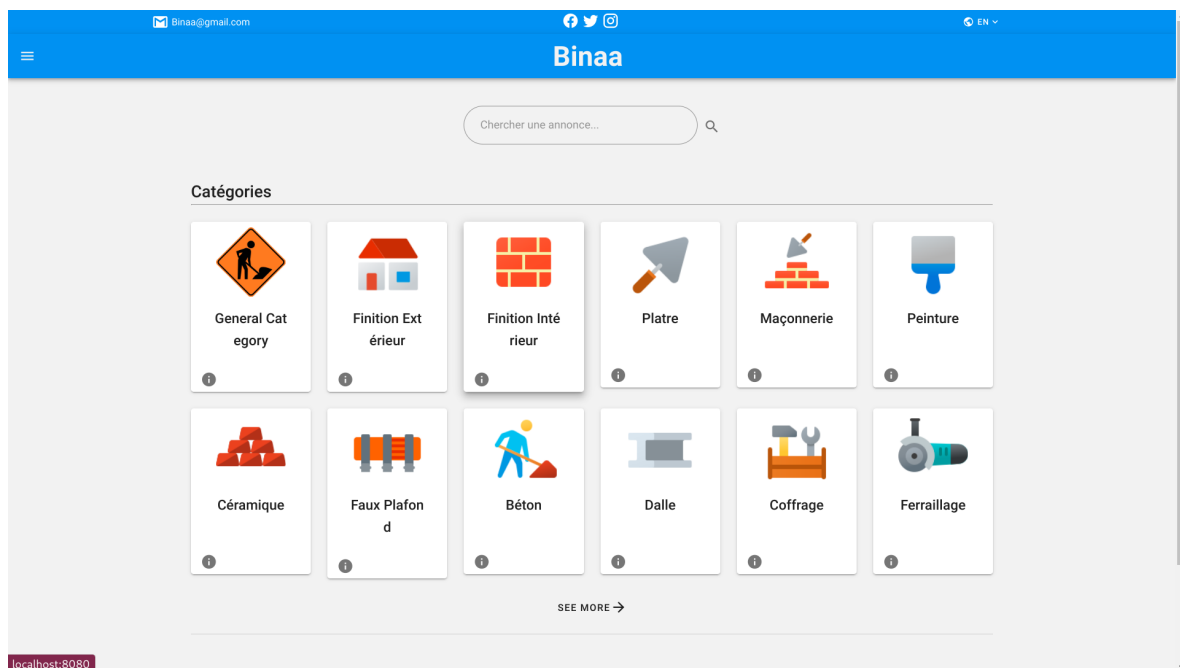 Binaa@gmail.com
EN
Binaa
Chercher une annonce...
Catégories
General Cat
egory
Finition Ext
érieur
Finition Inté
rieur
Platre
Maçonnerie
Peinture
Céramique
Faux Plafon
d
Béton
Dalle
Coffrage
Ferraillage
SEE MORE
localhost:8080